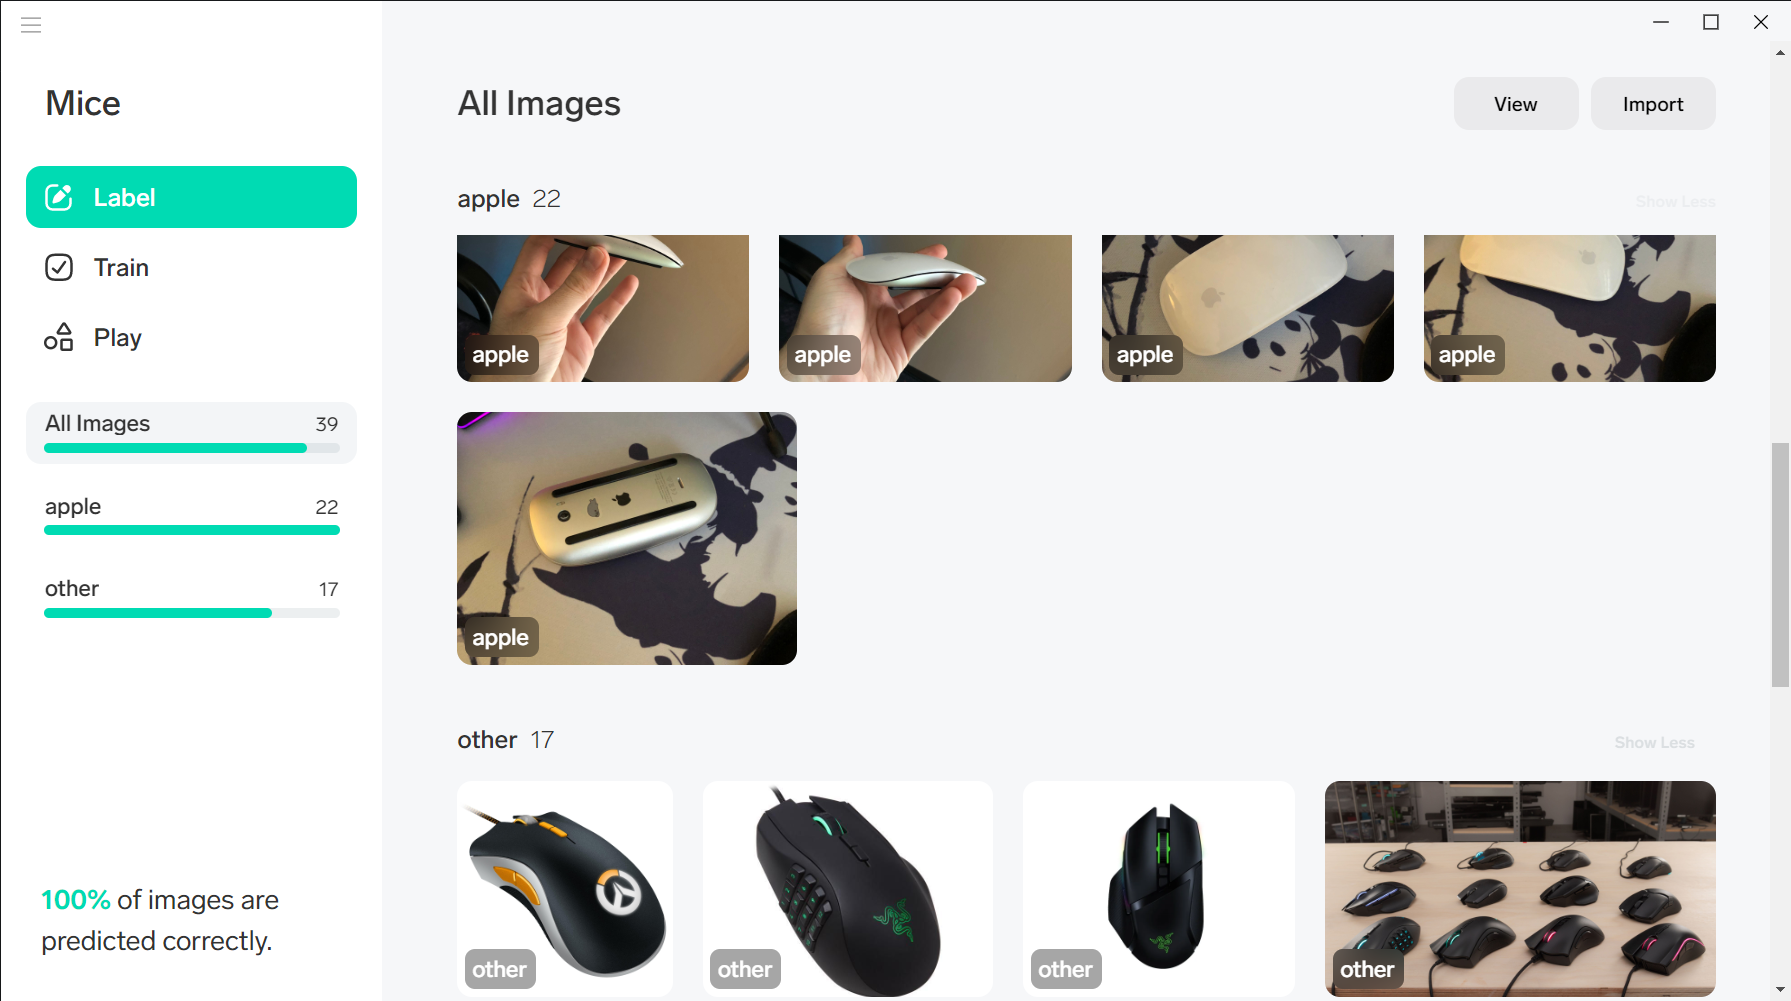 Mice
Label
Train
Play
All Images 39
apple 22
other 17
100% of images are
predicted correctly.
All Images
View
Import
apple 22
Show Less
apple
apple
apple
apple
apple
other 17
Show Less
other
other
other
other